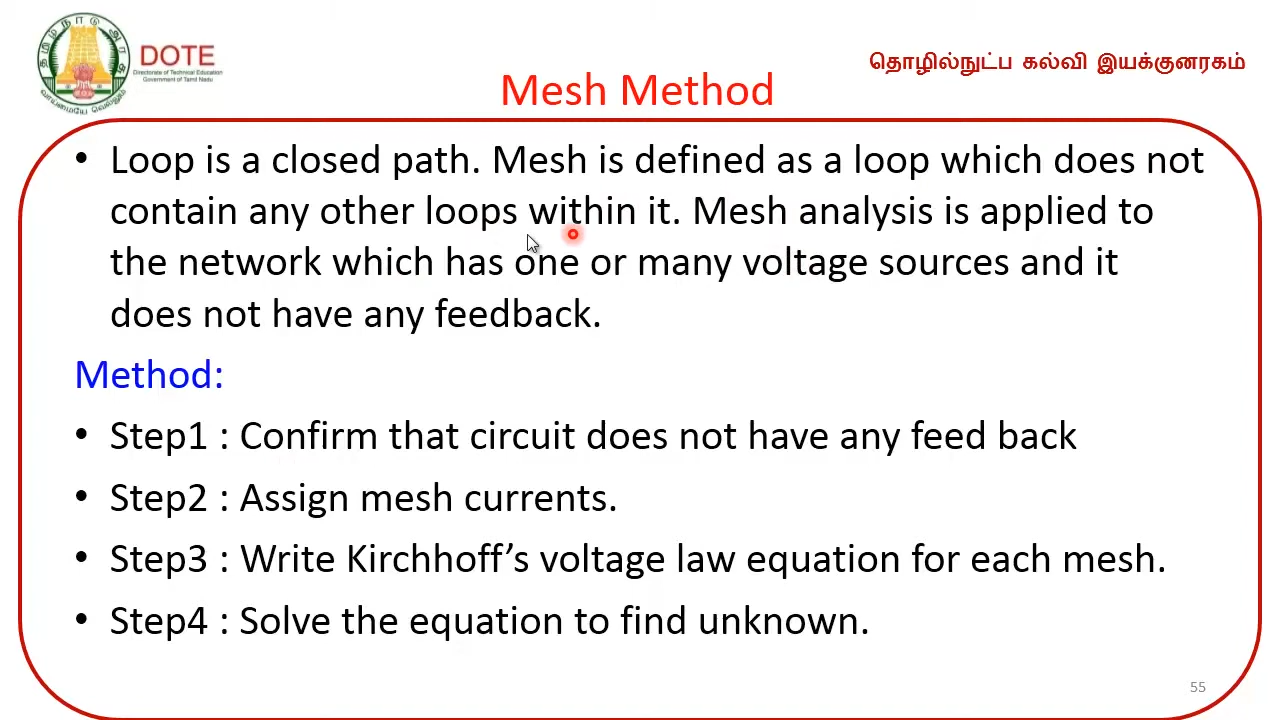 DOTE
Directorate of Technical Education
Government of Tamil Nadu
தொழில்நுட்ப கல்வி இயக்குனரகம்
Mesh Method
• Loop is a closed path. Mesh is defined as a loop which does not
contain any other loops within it. Mesh analysis is applied to
the network which has one or many voltage sources and it
does not have any feedback.
Method:
• Step1 : Confirm that circuit does not have any feed back
• Step2 : Assign mesh currents.
• Step3 : Write Kirchhoff’s voltage law equation for each mesh.
• Step4 : Solve the equation to find unknown.
55